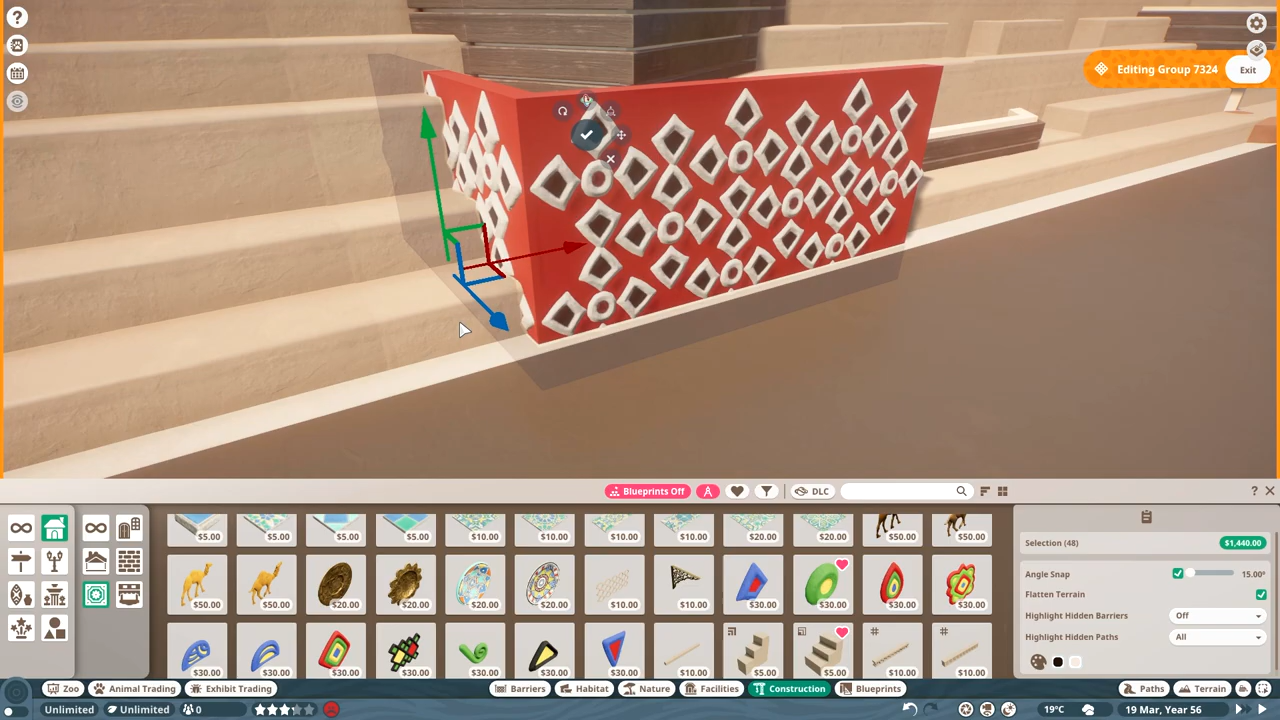 ?
Editing Group 7324 Exit
Blueprints Off DLC ? ×
$5.00 $5.00 $5.00 $5.00 $10.00 $10.00 $10.00 $10.00 $20.00 $20.00 $50.00 $50.00
$50.00 $50.00 $20.00 $20.00 $20.00 $20.00 $10.00 $10.00 $30.00 $30.00 $30.00 $30.00
$30.00 $30.00 $30.00 $30.00 $30.00 $30.00 $30.00 $10.00 $5.00 $5.00 $10.00 $10.00
Selection (48) $1,440.00
Angle Snap 15.00°
Flatten Terrain
Highlight Hidden Barriers Off
Highlight Hidden Paths All
Zoo Animal Trading Exhibit Trading Barriers Habitat Nature Facilities Construction Blueprints Paths Terrain
Unlimited Unlimited 0 19°C 19 Mar, Year 56